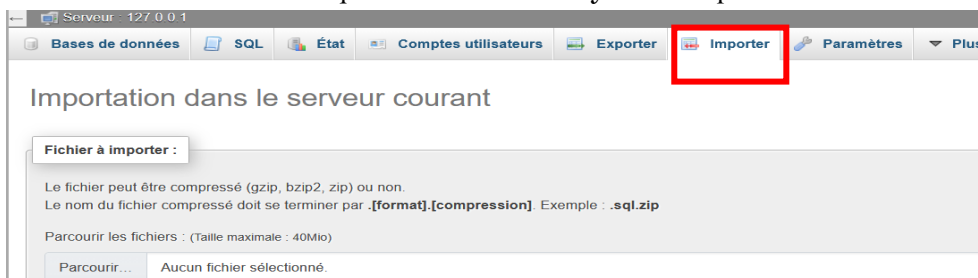 Serveur : 127.0.0.1
Bases de données SQL État Comptes utilisateurs Exporter Importer Paramètres Plus
Importation dans le serveur courant
Fichier à importer :
Le fichier peut être compressé (gzip, bzip2, zip) ou non.
Le nom du fichier compressé doit se terminer par .[format].[compression]. Exemple : .sql.zip
Parcourir les fichiers : (Taille maximale : 40Mio)
Parcourir... Aucun fichier sélectionné.